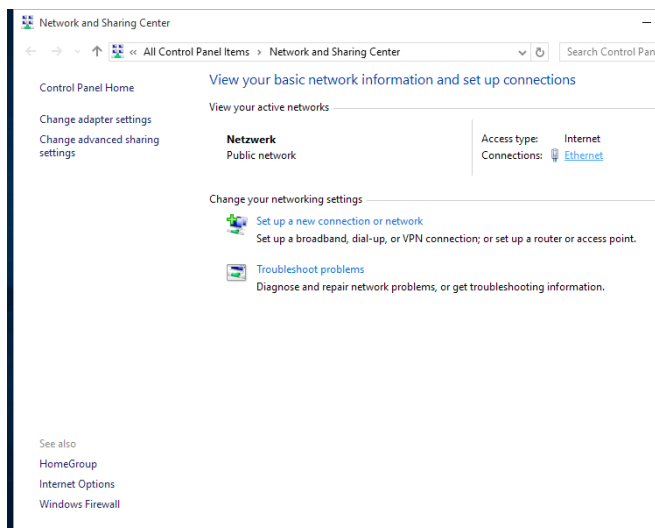 Network and Sharing Center
« All Control Panel Items > Network and Sharing Center
Search Control Pan
Control Panel Home
Change adapter settings
Change advanced sharing
settings
View your basic network information and set up connections
View your active networks
Netzwerk
Public network
Access type: Internet
Connections: Ethernet
Change your networking settings
Set up a new connection or network
Set up a broadband, dial-up, or VPN connection; or set up a router or access point.
Troubleshoot problems
Diagnose and repair network problems, or get troubleshooting information.
See also
HomeGroup
Internet Options
Windows Firewall